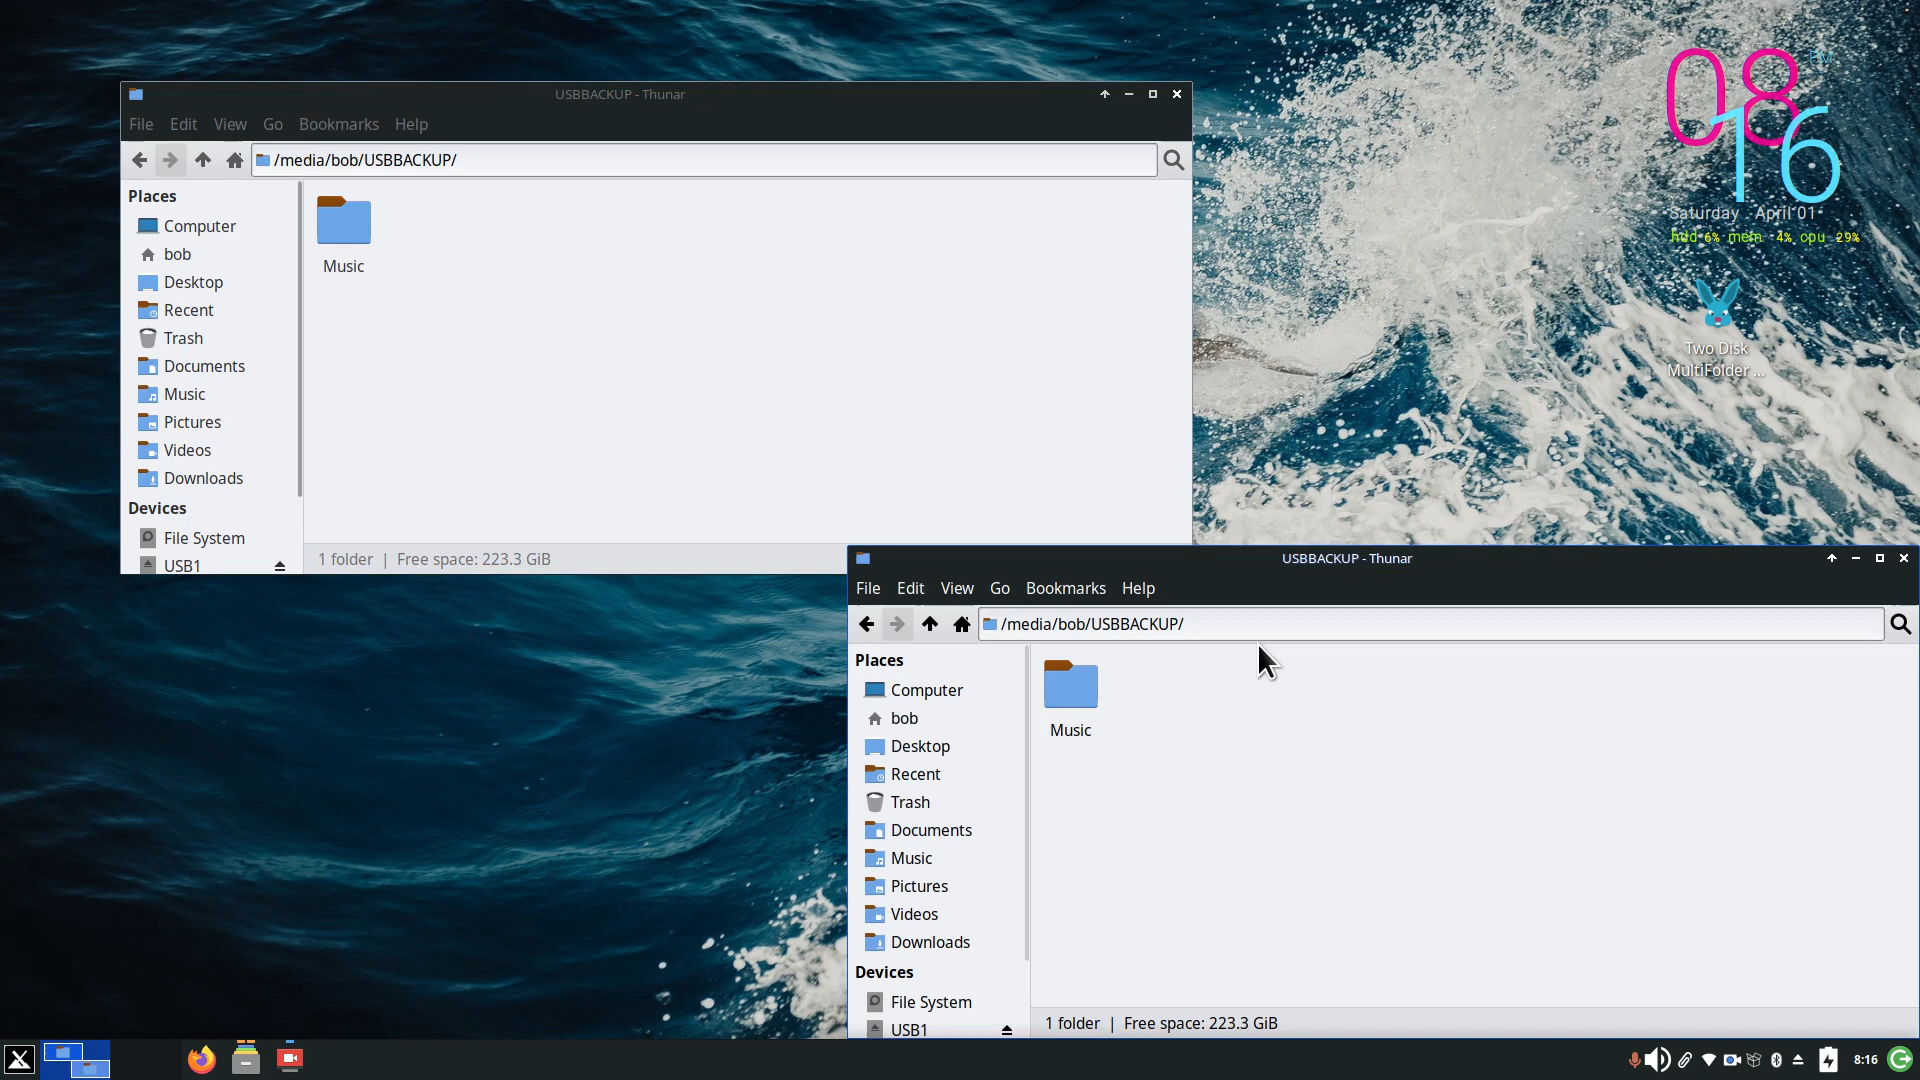 USBBACKUP - Thunar
File Edit View Go Bookmarks Help
/media/bob/USBBACKUP/
Places
Computer
bob
Desktop
Recent
Trash
Documents
Music
Pictures
Videos
Downloads
Devices
File System
USB1
Music
1 folder | Free space: 223.3 GiB
08
PM
16
Saturday April 01
hdd 6% mem 4% cpu 29%
Two Disk
MultiFolder ...
USBBACKUP - Thunar
File Edit View Go Bookmarks Help
/media/bob/USBBACKUP/
Places
Computer
bob
Desktop
Recent
Trash
Documents
Music
Pictures
Videos
Downloads
Devices
File System
USB1
Music
1 folder | Free space: 223.3 GiB
8:16